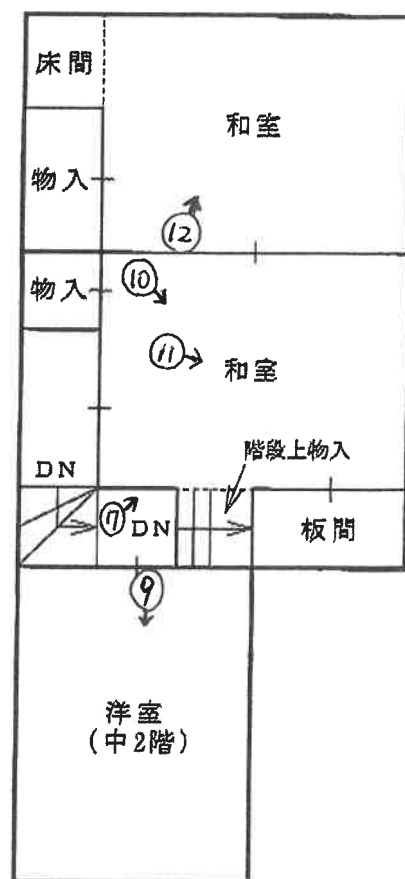 床間
和室
物入
⑫
物入
⑩
⑪
和室
階段上物入
DN
⑰
DN
板間
⑨
洋室
(中2階)